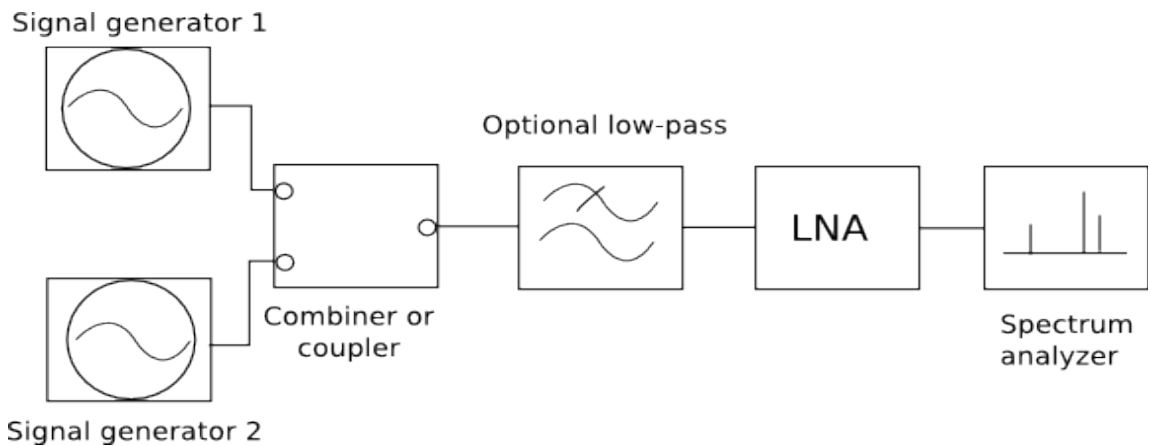 Signal generator 1
Optional low-pass
LNA
Combiner or
coupler
Spectrum
analyzer
Signal generator 2